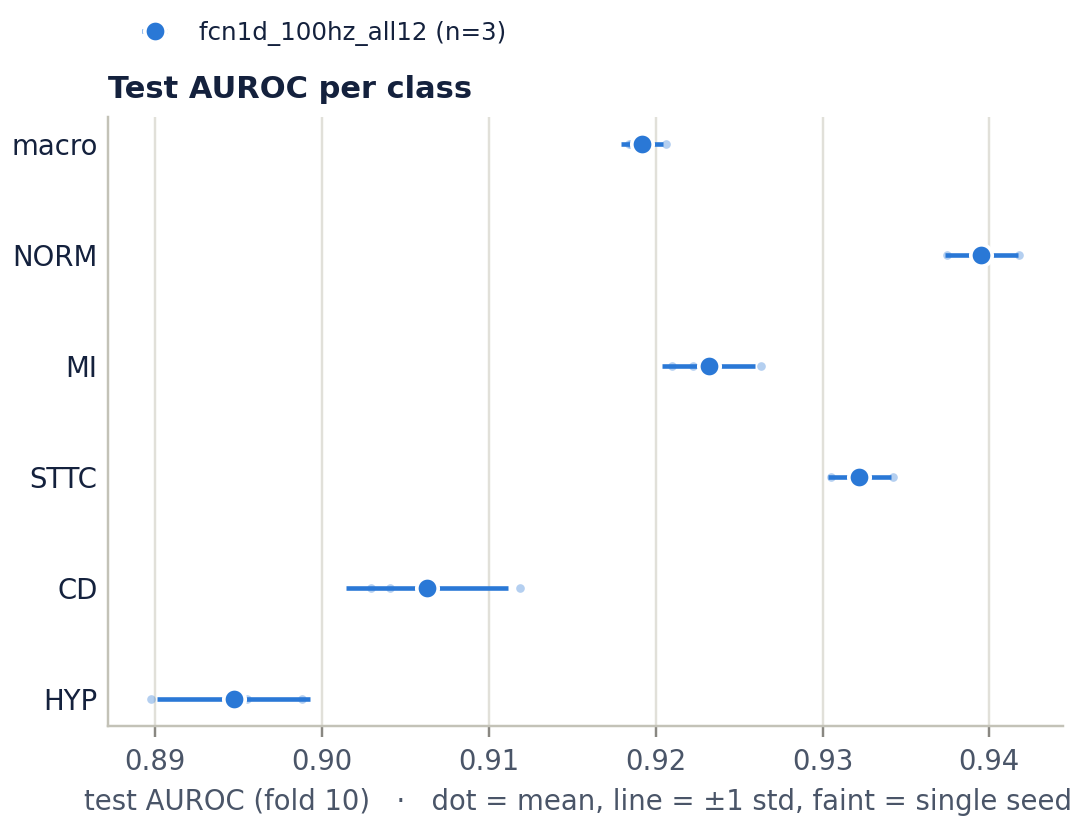 fcn1d_100hz_all12 (n=3)
Test AUROC per class
macro
NORM
MI
STTC
CD
HYP
0.89 0.90 0.91 0.92 0.93 0.94
test AUROC (fold 10) · dot = mean, line = ±1 std, faint = single seed